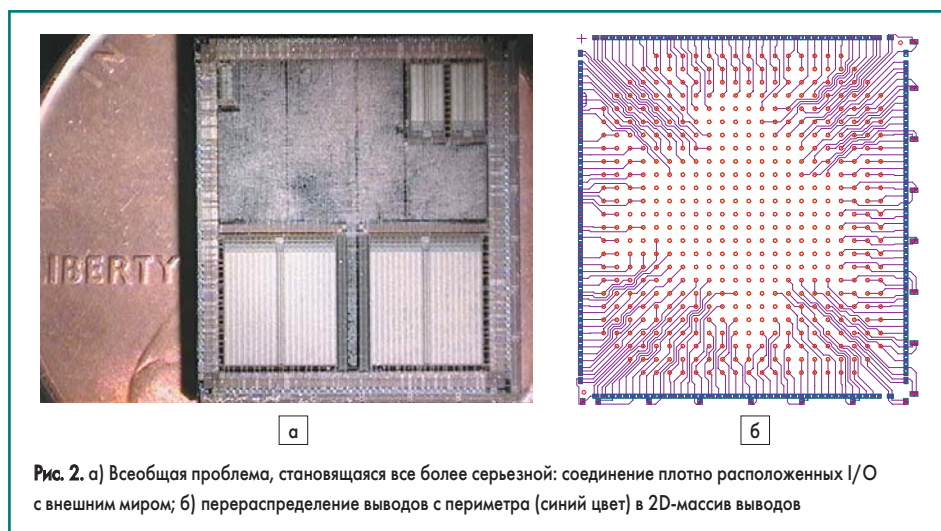 LIBERTY
а
б
Рис. 2. а) Всеобщая проблема, становящаяся все более серьезной: соединение плотно расположенных I/O
с внешним миром; б) перераспределение выводов с периметра (синий цвет) в 2D-массив выводов